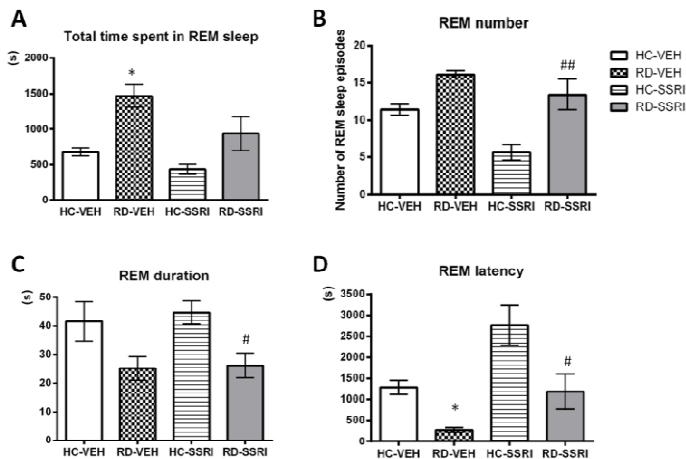 A
Total time spent in REM sleep
(s)
2000
1500
1000
500
0
*
HC-VEH RD-VEH HC-SSRI RD-SSRI
B
REM number
Number of REM sleep episodes
20
15
10
5
0
##
HC-VEH RD-VEH HC-SSRI RD-SSRI
HC-VEH
RD-VEH
HC-SSRI
RD-SSRI
C
REM duration
(s)
50
40
30
20
10
0
#
HC-VEH RD-VEH HC-SSRI RD-SSRI
D
REM latency
(s)
3500
3000
2500
2000
1500
1000
500
0
*
#
HC-VEH RD-VEH HC-SSRI RD-SSRI